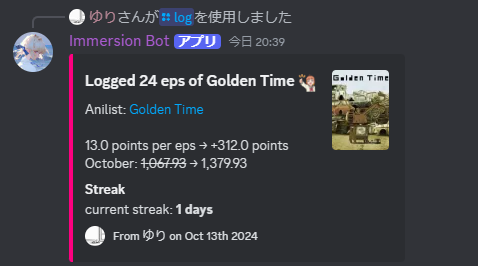 ゆりさんが log を使用しました
Immersion Bot アプリ 今日 20:39
Logged 24 eps of Golden Time
Golden Time
Anilist: Golden Time
13.0 points per eps → +312.0 points
October: 1,067.93 → 1,379.93
Streak
current streak: 1 days
From ゆり on Oct 13th 2024